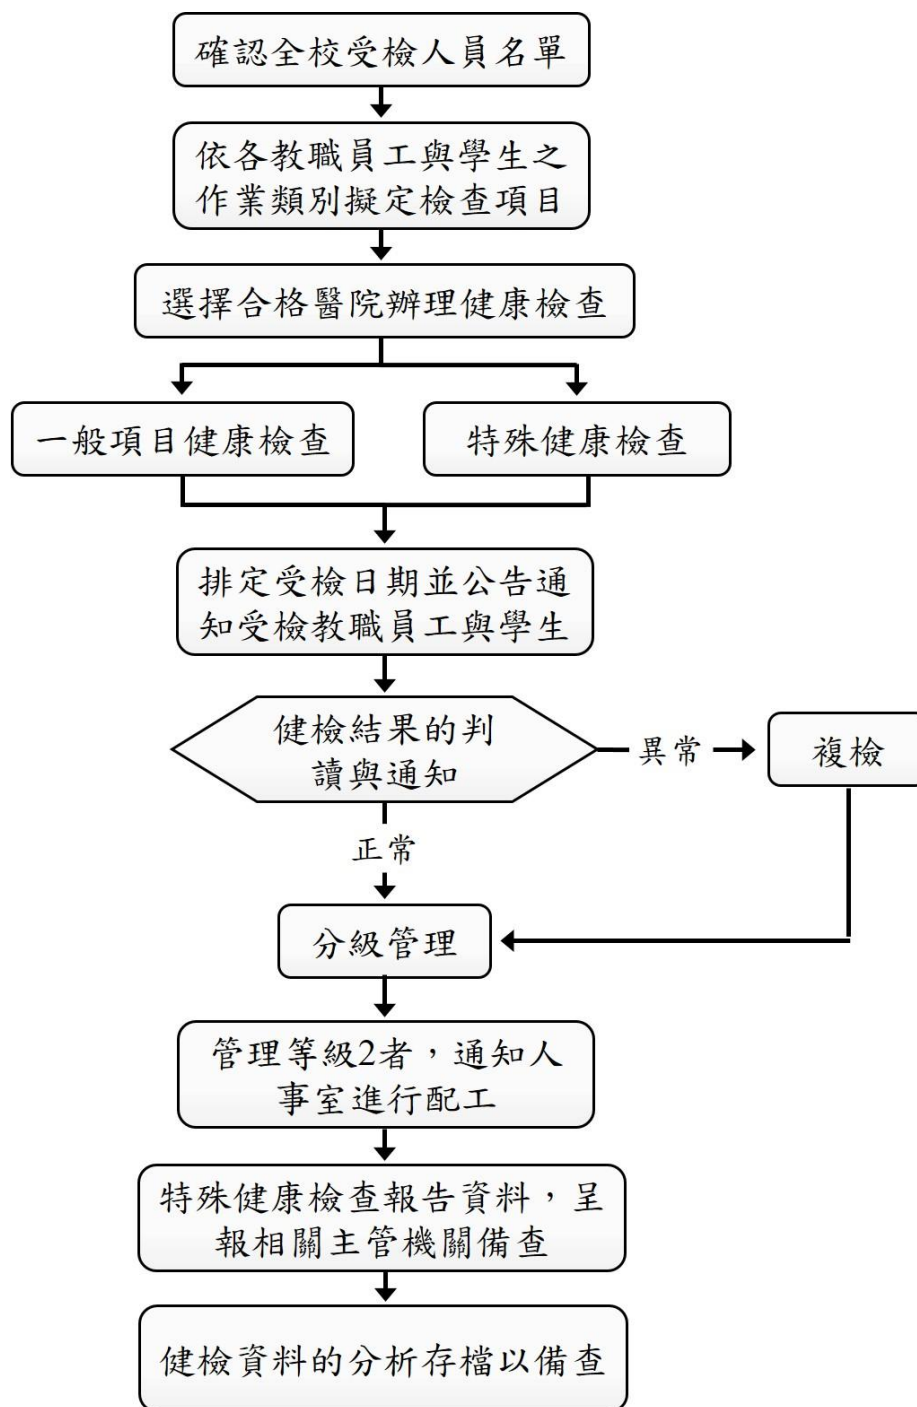 確認全校受檢人員名單
依各教職員工與學生之
作業類別擬定檢查項目
選擇合格醫院辦理健康檢查
一般項目健康檢查
特殊健康檢查
排定受檢日期並公告通
知受檢教職員工與學生
健檢結果的判
讀與通知
異常
複檢
正常
分級管理
管理等級2者，通知人
事室進行配工
特殊健康檢查報告資料，呈
報相關主管機關備查
健檢資料的分析存檔以備查